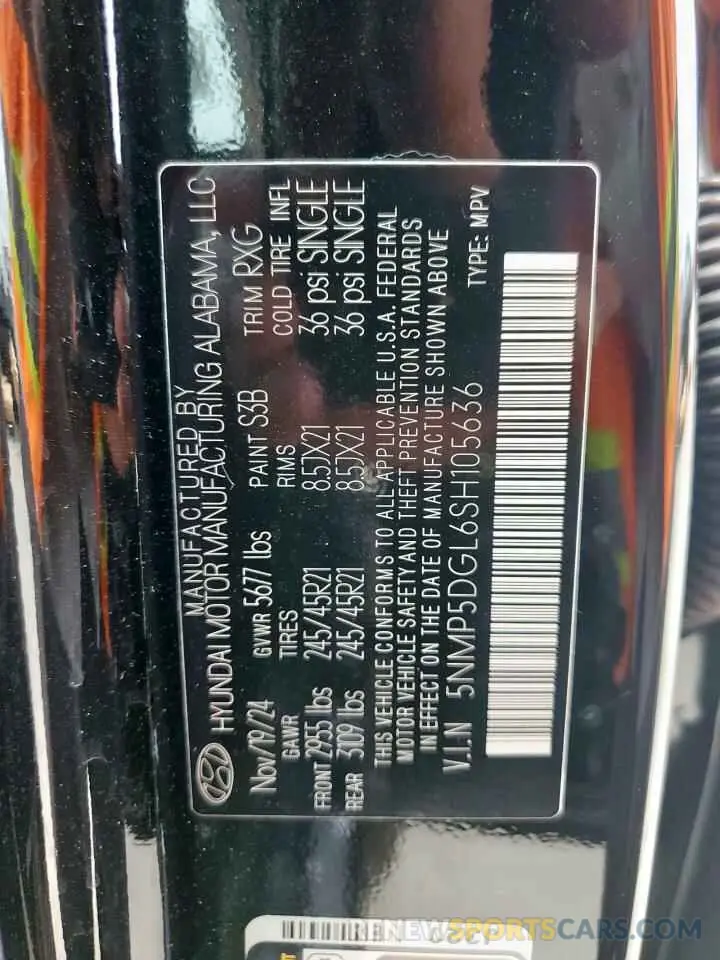 MANUFACTURED BY
HYUNDAI MOTOR MANUFACTURING ALABAMA, LLC
Nov/19/24 GVWR 5677 lbs PAINT S3B TRIM RXG
GAWR TIRES RIMS COLD TIRE INFL
FRONT 2955 lbs 245/45R21 8.5JX21 36 psi SINGLE
REAR 3109 lbs 245/45R21 8.5JX21 36 psi SINGLE
THIS VEHICLE CONFORMS TO ALL APPLICABLE U.S.A. FEDERAL
MOTOR VEHICLE SAFETY AND THEFT PREVENTION STANDARDS
IN EFFECT ON THE DATE OF MANUFACTURE SHOWN ABOVE
V.I.N 5NMP5DGL6SH105636 TYPE: MPV
RENEWSPORTSCARS.COM